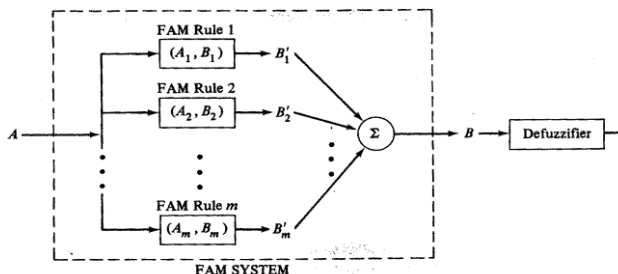 FAM Rule 1
(A₁, B₁)
B′₁
FAM Rule 2
(A₂, B₂)
B′₂
A
Σ
B
Defuzzifier
FAM Rule m
(Aₘ, Bₘ)
B′ₘ
FAM SYSTEM